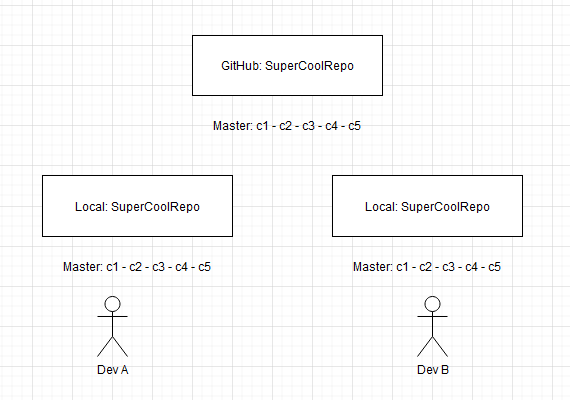 GitHub: SuperCoolRepo
Master: c1 - c2 - c3 - c4 - c5
Local: SuperCoolRepo
Local: SuperCoolRepo
Master: c1 - c2 - c3 - c4 - c5
Master: c1 - c2 - c3 - c4 - c5
Dev A
Dev B